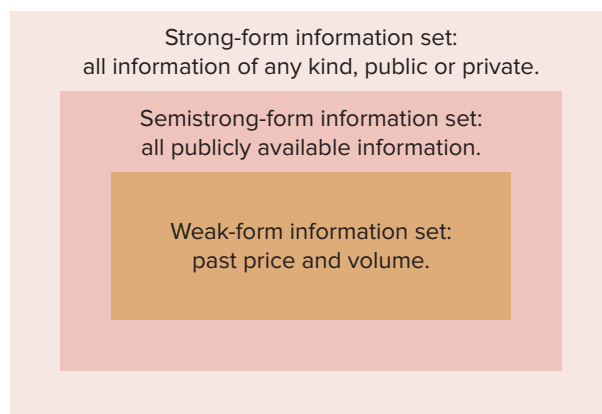 Strong-form information set:
all information of any kind, public or private.
Semistrong-form information set:
all publicly available information.
Weak-form information set:
past price and volume.